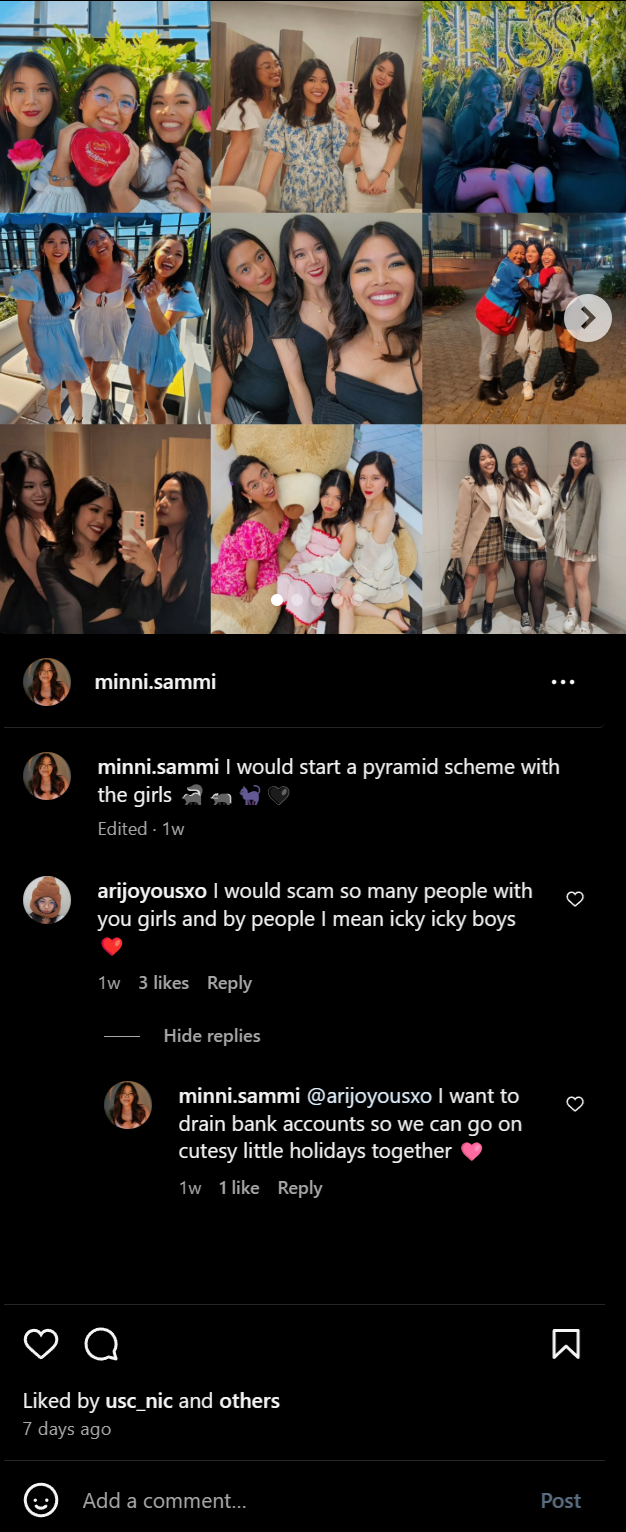 minni.sammi
minni.sammi I would start a pyramid scheme with
the girls 🦨 🦡 🐈‍⬛ 🖤
Edited · 1w
arijoyousxo I would scam so many people with
you girls and by people I mean icky icky boys
❤️
1w 3 likes Reply
Hide replies
minni.sammi @arijoyousxo I want to
drain bank accounts so we can go on
cutesy little holidays together 🩷
1w 1 like Reply
Liked by usc_nic and others
7 days ago
Add a comment...
Post